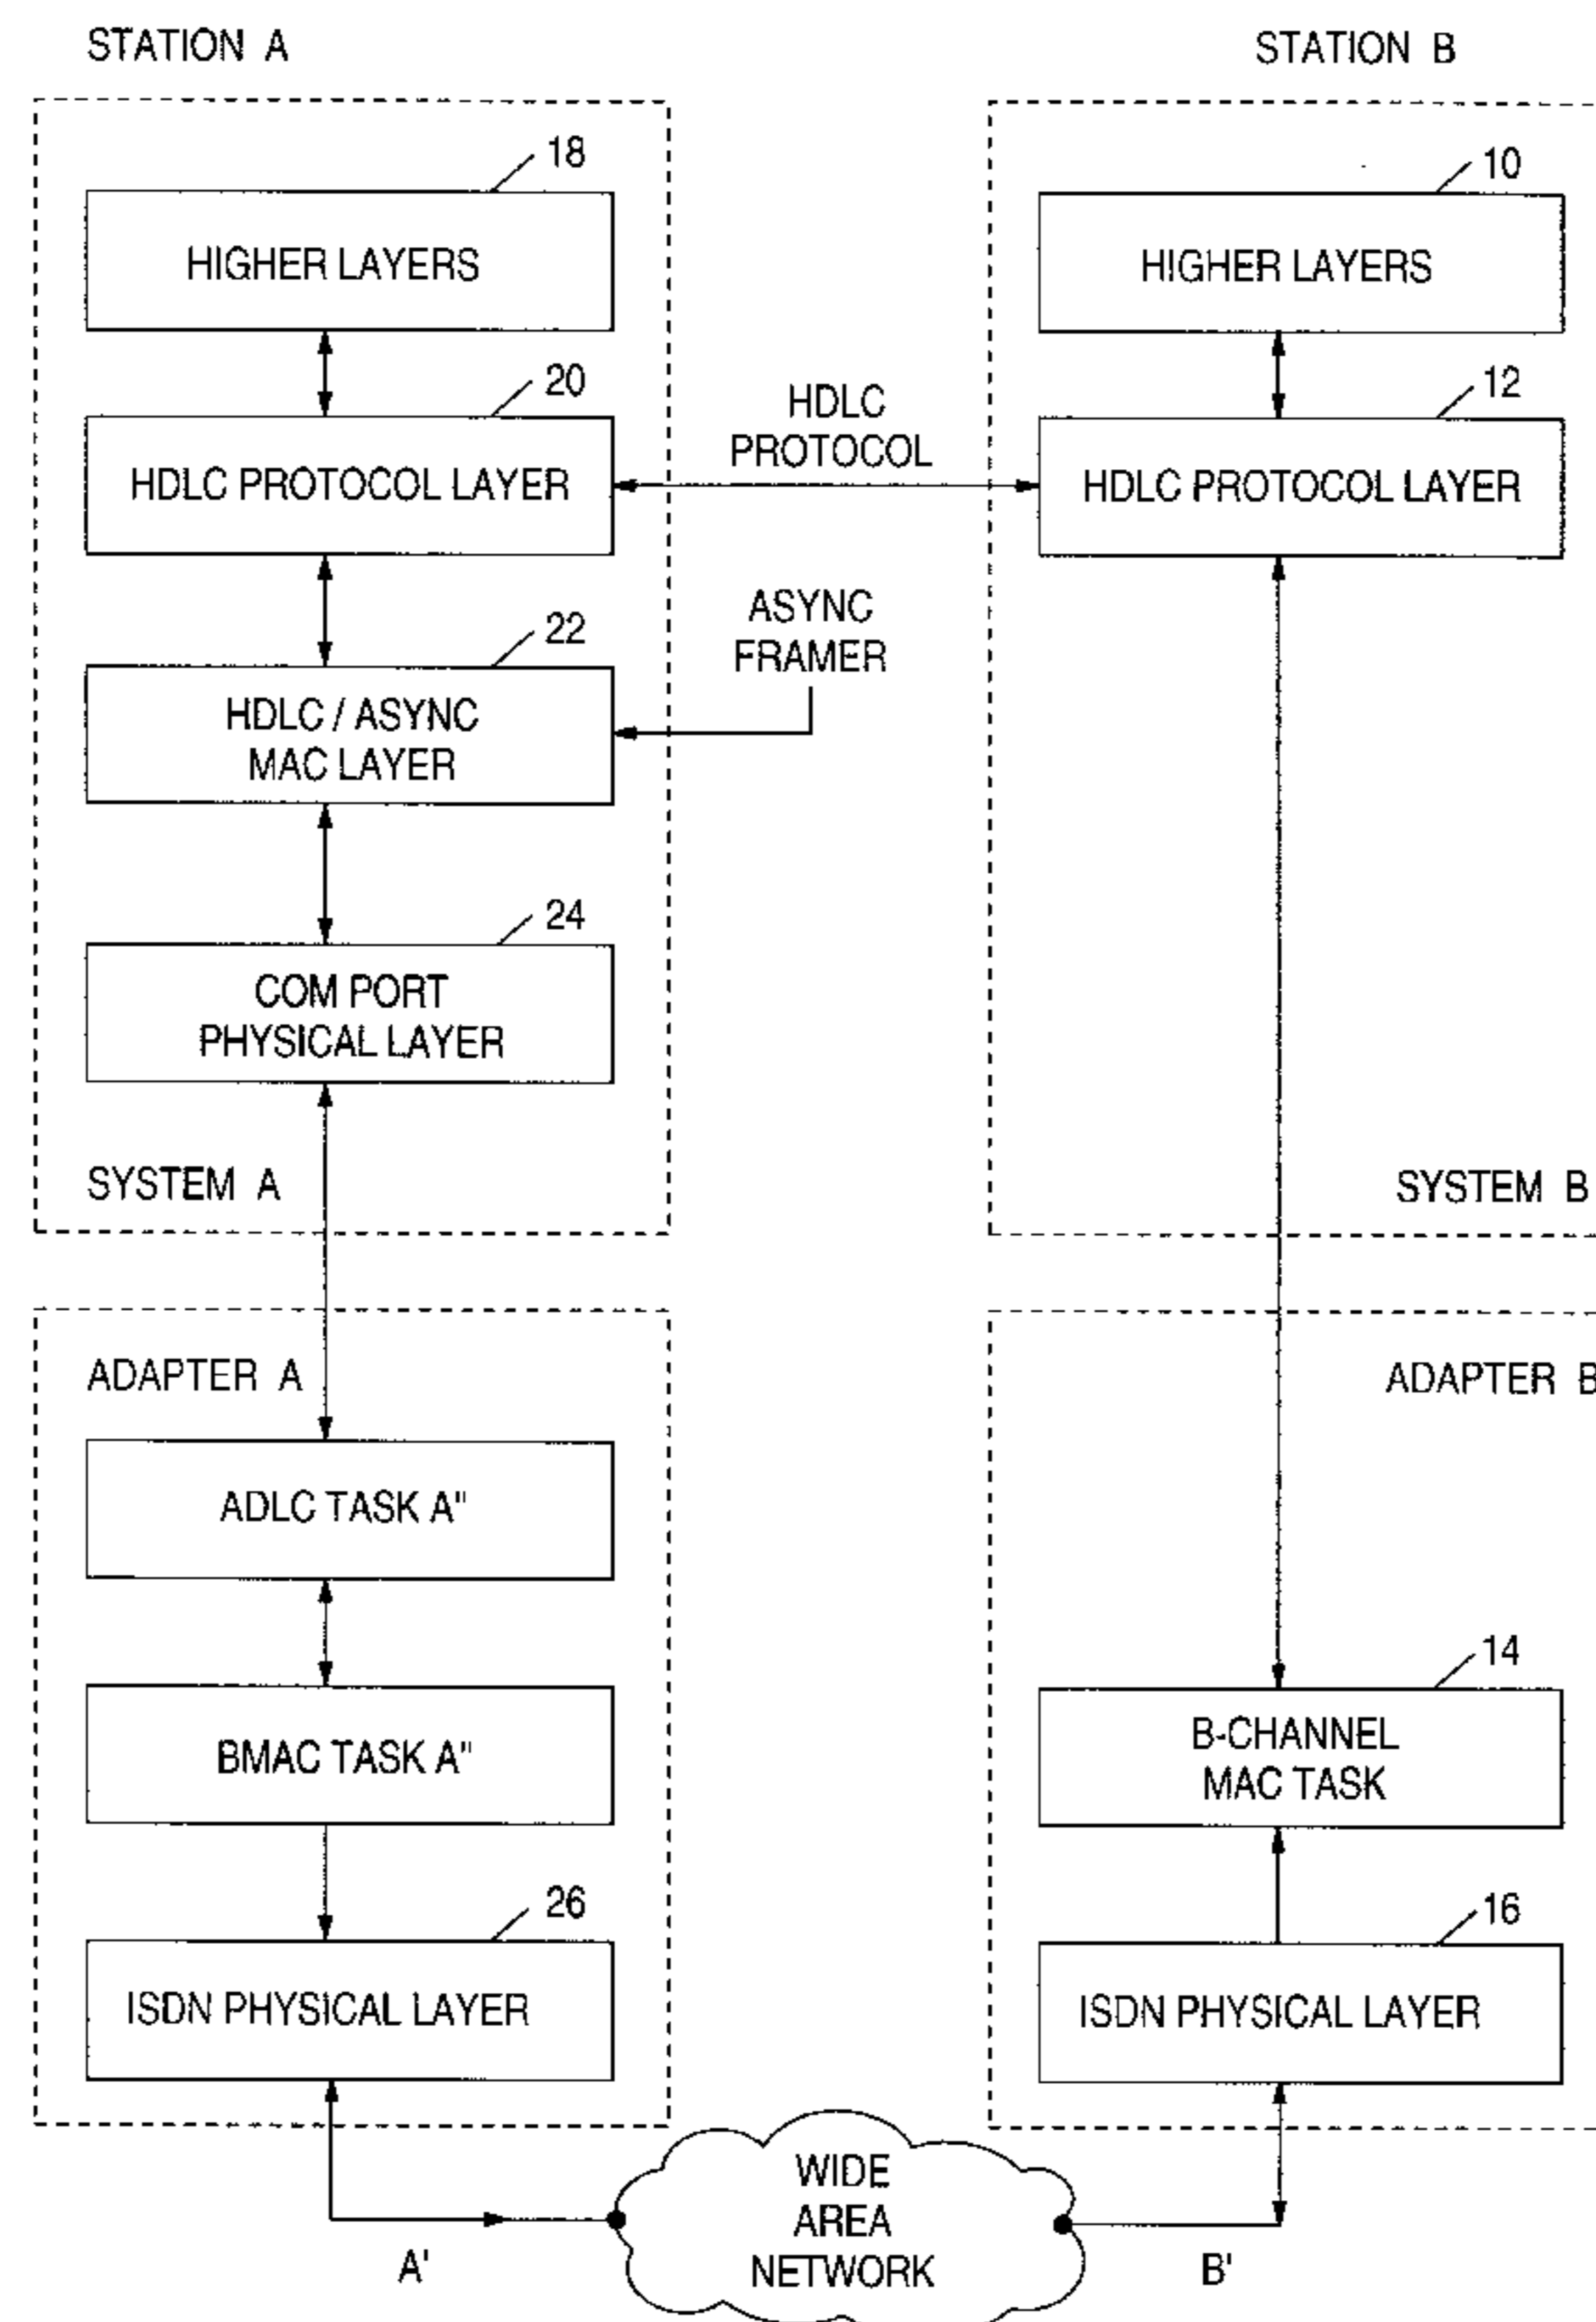 STATION A
STATION B
18
HIGHER LAYERS
10
HIGHER LAYERS
20
HDLC PROTOCOL LAYER
HDLC
PROTOCOL
12
HDLC PROTOCOL LAYER
22
HDLC / ASYNC
MAC LAYER
ASYNC
FRAMER
24
COM PORT
PHYSICAL LAYER
SYSTEM A
SYSTEM B
ADAPTER A
ADAPTER B
ADLC TASK A"
BMAC TASK A"
14
B-CHANNEL
MAC TASK
26
ISDN PHYSICAL LAYER
16
ISDN PHYSICAL LAYER
WIDE
AREA
NETWORK
A'
B'